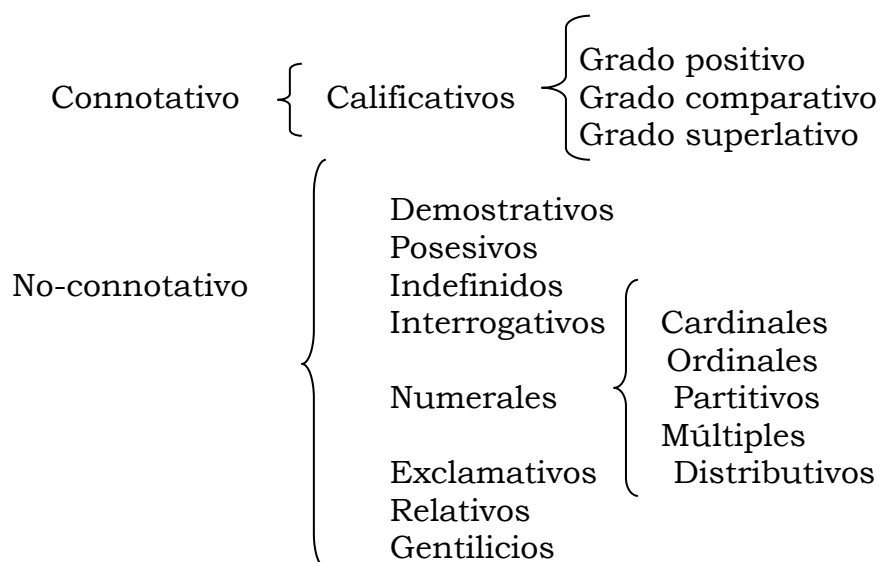 Grado positivo
Connotativo Calificativos Grado comparativo
Grado superlativo
Demostrativos
Posesivos
No-connotativo Indefinidos
Interrogativos Cardinales
Ordinales
Numerales Partitivos
Múltiples
Exclamativos Distributivos
Relativos
Gentilicios